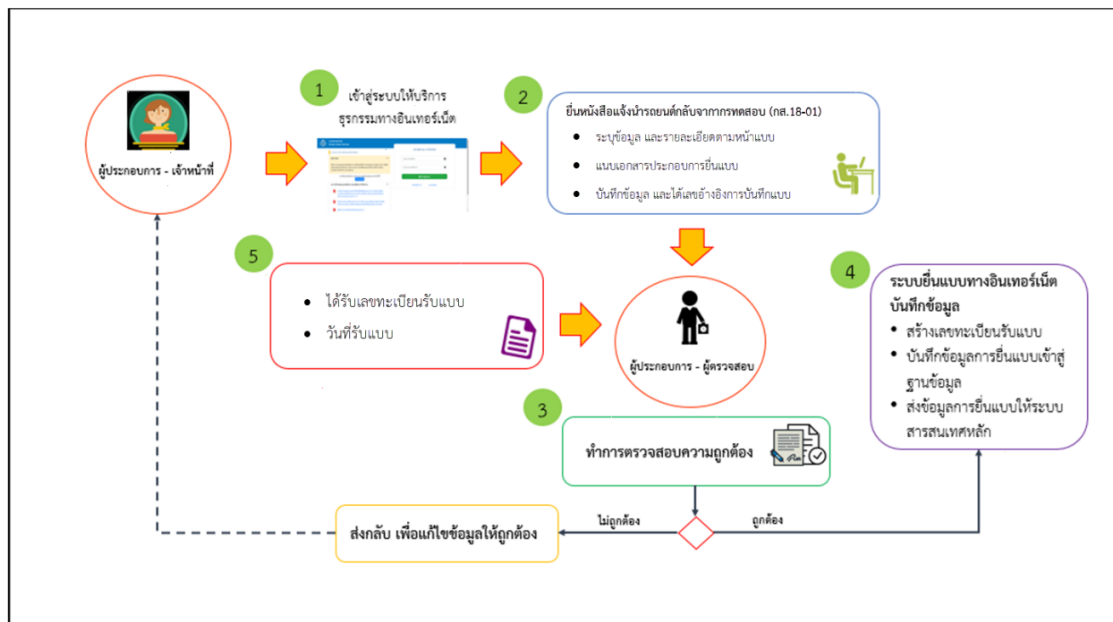 1
เข้าสู่ระบบให้บริการ
ธุรกรรมทางอินเทอร์เน็ต
2
ยื่นหนังสือแจ้งนำรถยนต์กลับจากการทดสอบ (กส.18-01)
ระบุข้อมูล และรายละเอียดตามหน้าแบบ
แนบเอกสารประกอบการยื่นแบบ
บันทึกข้อมูล และได้เลขอ้างอิงการบันทึกแบบ
ผู้ประกอบการ - เจ้าหน้าที่
5
ได้รับเลขทะเบียนรับแบบ
วันที่รับแบบ
ผู้ประกอบการ - ผู้ตรวจสอบ
4
ระบบยื่นแบบทางอินเทอร์เน็ต
บันทึกข้อมูล
สร้างเลขทะเบียนรับแบบ
บันทึกข้อมูลการยื่นแบบเข้าสู่
ฐานข้อมูล
ส่งข้อมูลการยื่นแบบให้ระบบ
สารสนเทศหลัก
3
ทำการตรวจสอบความถูกต้อง
ไม่ถูกต้อง
ถูกต้อง
ส่งกลับ เพื่อแก้ไขข้อมูลให้ถูกต้อง